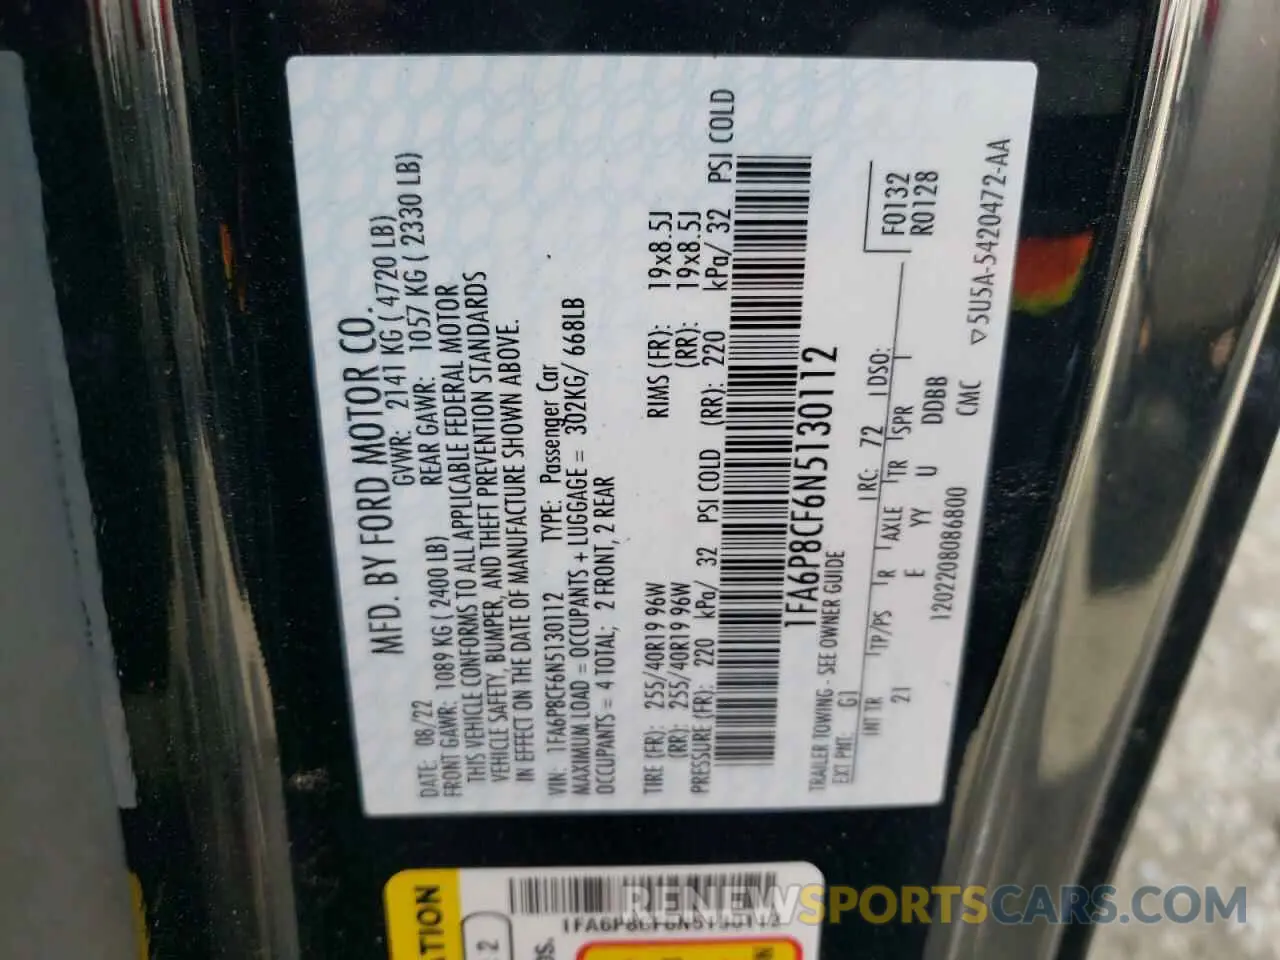 MFD. BY FORD MOTOR CO.
DATE: 08/22 GVWR: 2141 KG ( 4720 LB)
FRONT GAWR: 1089 KG ( 2400 LB) REAR GAWR: 1057 KG ( 2330 LB)
THIS VEHICLE CONFORMS TO ALL APPLICABLE FEDERAL MOTOR
VEHICLE SAFETY, BUMPER, AND THEFT PREVENTION STANDARDS
IN EFFECT ON THE DATE OF MANUFACTURE SHOWN ABOVE.
VIN: 1FA6P8CF6N5130112 TYPE: Passenger Car
MAXIMUM LOAD = OCCUPANTS + LUGGAGE = 302KG/ 668LB
OCCUPANTS = 4 TOTAL; 2 FRONT, 2 REAR
TIRE (FR): 255/40R19 96W RIMS (FR): 19x8.5J
(RR): 255/40R19 96W (RR): 19x8.5J
PRESSURE (FR): 220 kPa/ 32 PSI COLD (RR): 220 kPa/ 32 PSI COLD
1FA6P8CF6N5130112
TRAILER TOWING - SEE OWNER GUIDE
EXT PNT: G1 RC: 72 DSO: F0132
R0128
INT TR TP/PS R AXLE TR SPR
21 E YY U DDBB
1202208086800 CMC ▽5U5A-5420472-AA
1FA6P8CF6N5130112
2
RENEWSPORTSCARS.COM